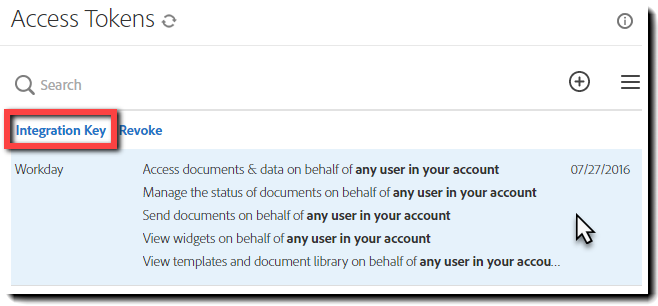 Access Tokens
Search
Integration Key Revoke
Workday Access documents & data on behalf of any user in your account 07/27/2016
Manage the status of documents on behalf of any user in your account
Send documents on behalf of any user in your account
View widgets on behalf of any user in your account
View templates and document library on behalf of any user in your accou...